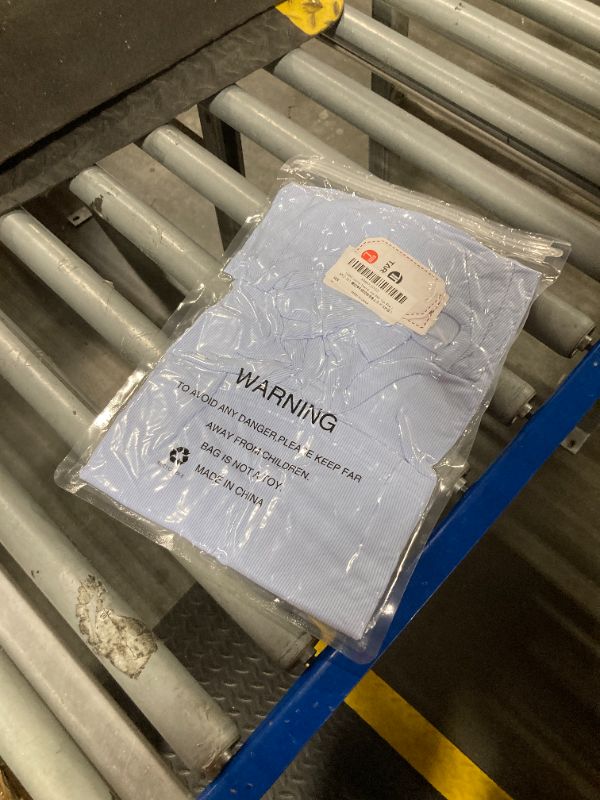 WARNING
TO AVOID ANY DANGER,PLEASE KEEP FAR
AWAY FROM CHILDREN.
BAG IS NOT A TOY.
MADE IN CHINA